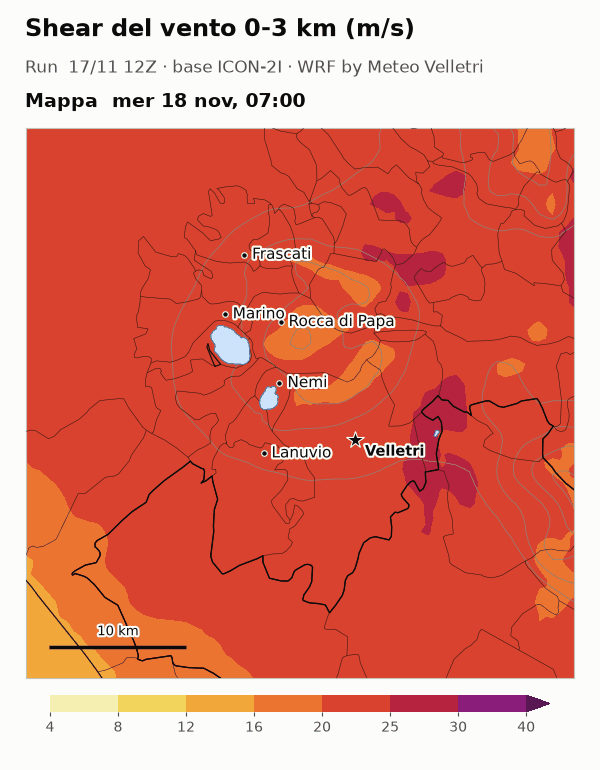 Shear del vento 0-3 km (m/s)
Run  17/11 12Z · base ICON-2I · WRF by Meteo Velletri
Mappa  mer 18 nov, 07:00
Frascati
Marino
Rocca di Papa
Nemi
Velletri
Lanuvio
10 km
4 8 12 16 20 25 30 40